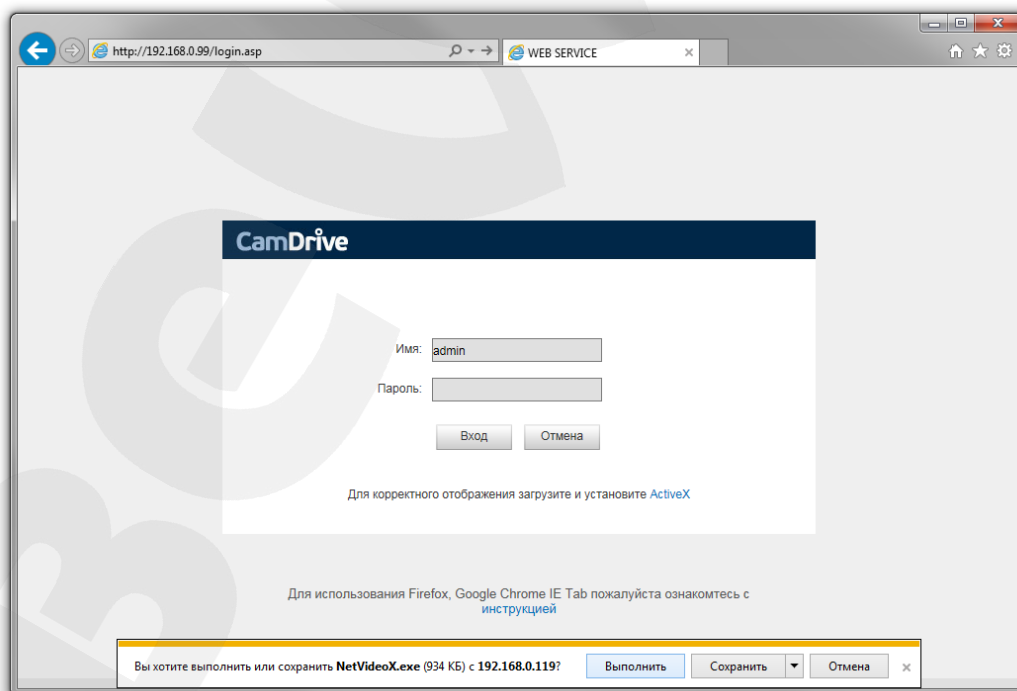 http://192.168.0.99/login.asp
WEB SERVICE
CamDrive
Имя: admin
Пароль:
Вход Отмена
Для корректного отображения загрузите и установите ActiveX
Для использования Firefox, Google Chrome IE Tab пожалуйста ознакомтесь с
инструкцией
Вы хотите выполнить или сохранить NetVideoX.exe (934 КБ) с 192.168.0.119? Выполнить Сохранить Отмена